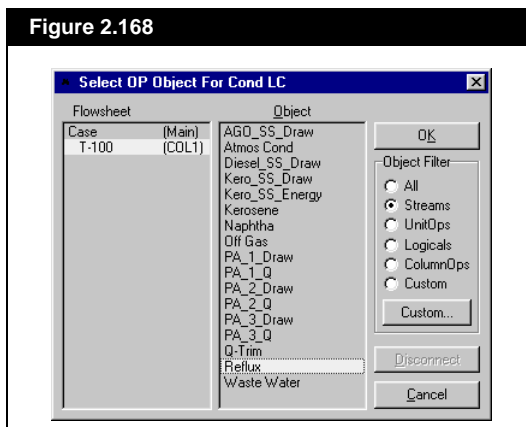 Figure 2.168
Select OP Object For Cond LC
Flowsheet
Case (Main)
T-100 (COL1)
Object
AGO_SS_Draw
Atmos Cond
Diesel_SS_Draw
Kero_SS_Draw
Kero_SS_Energy
Kerosene
Naphtha
Off Gas
PA_1_Draw
PA_1_Q
PA_2_Draw
PA_2_Q
PA_3_Draw
PA_3_Q
Q-Trim
Reflux
Waste Water
OK
Object Filter
All
Streams
UnitOps
Logicals
ColumnOps
Custom
Custom...
Disconnect
Cancel